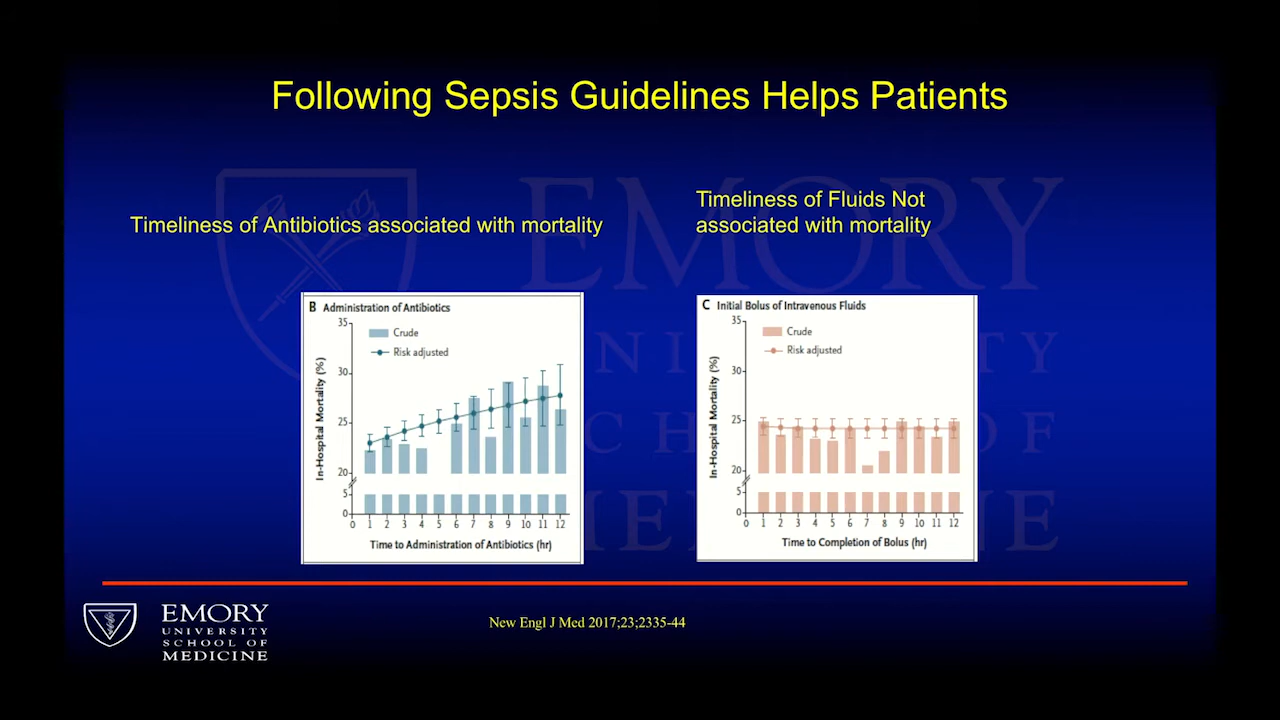 Following Sepsis Guidelines Helps Patients
Timeliness of Antibiotics associated with mortality
Timeliness of Fluids Not
associated with mortality
B Administration of Antibiotics
Crude
Risk adjusted
In-Hospital Mortality (%)
35
30
25
20
5
0
0 1 2 3 4 5 6 7 8 9 10 11 12
Time to Administration of Antibiotics (hr)
C Initial Bolus of Intravenous Fluids
Crude
Risk adjusted
In-Hospital Mortality (%)
35
30
25
20
5
0
0 1 2 3 4 5 6 7 8 9 10 11 12
Time to Completion of Bolus (hr)
EMORY
UNIVERSITY
SCHOOL OF
MEDICINE
New Engl J Med 2017;23;2335-44